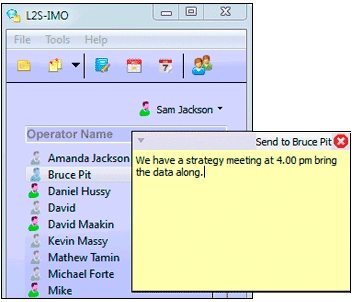 L2S-IMO
File Tools Help
7
Sam Jackson
Operator Name
Send to Bruce Pit
We have a strategy meeting at 4.00 pm bring
the data along.
Amanda Jackson
Bruce Pit
Daniel Hussy
David
David Maakin
Kevin Massy
Mathew Tamin
Michael Forte
Mike